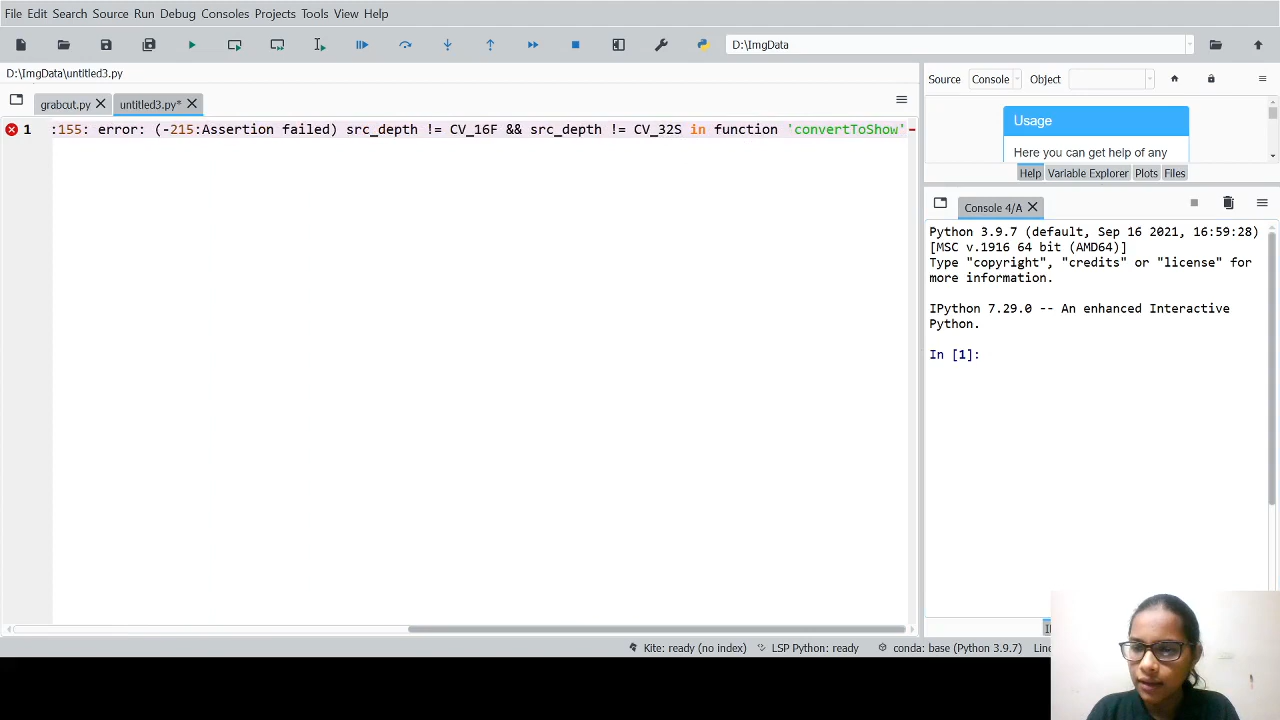 File Edit Search Source Run Debug Consoles Projects Tools View Help
D:\ImgData
D:\ImgData\untitled3.py
Source Console Object
grabcut.py untitled3.py*
Usage
1 :155: error: (-215:Assertion failed) src_depth != CV_16F && src_depth != CV_32S in function 'convertToShow'
Here you can get help of any
Help Variable Explorer Plots Files
Console 4/A
Python 3.9.7 (default, Sep 16 2021, 16:59:28)
[MSC v.1916 64 bit (AMD64)]
Type "copyright", "credits" or "license" for
more information.
IPython 7.29.0 -- An enhanced Interactive
Python.
In [1]:
Kite: ready (no index) LSP Python: ready conda: base (Python 3.9.7) Line